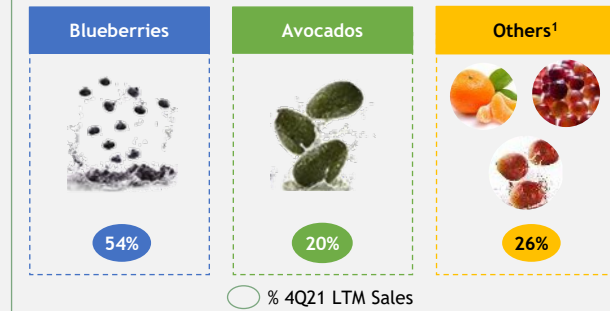 Blueberries
Avocados
Others¹
54%
20%
26%
% 4Q21 LTM Sales